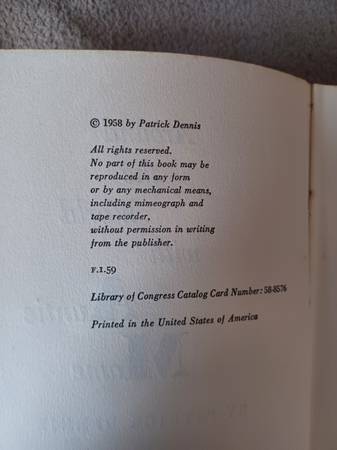 © 1958 by Patrick Dennis
All rights reserved.
No part of this book may be
reproduced in any form
or by any mechanical means,
including mimeograph and
tape recorder,
without permission in writing
from the publisher.
F.1.59
Library of Congress Catalog Card Number: 58-8576
Printed in the United States of America